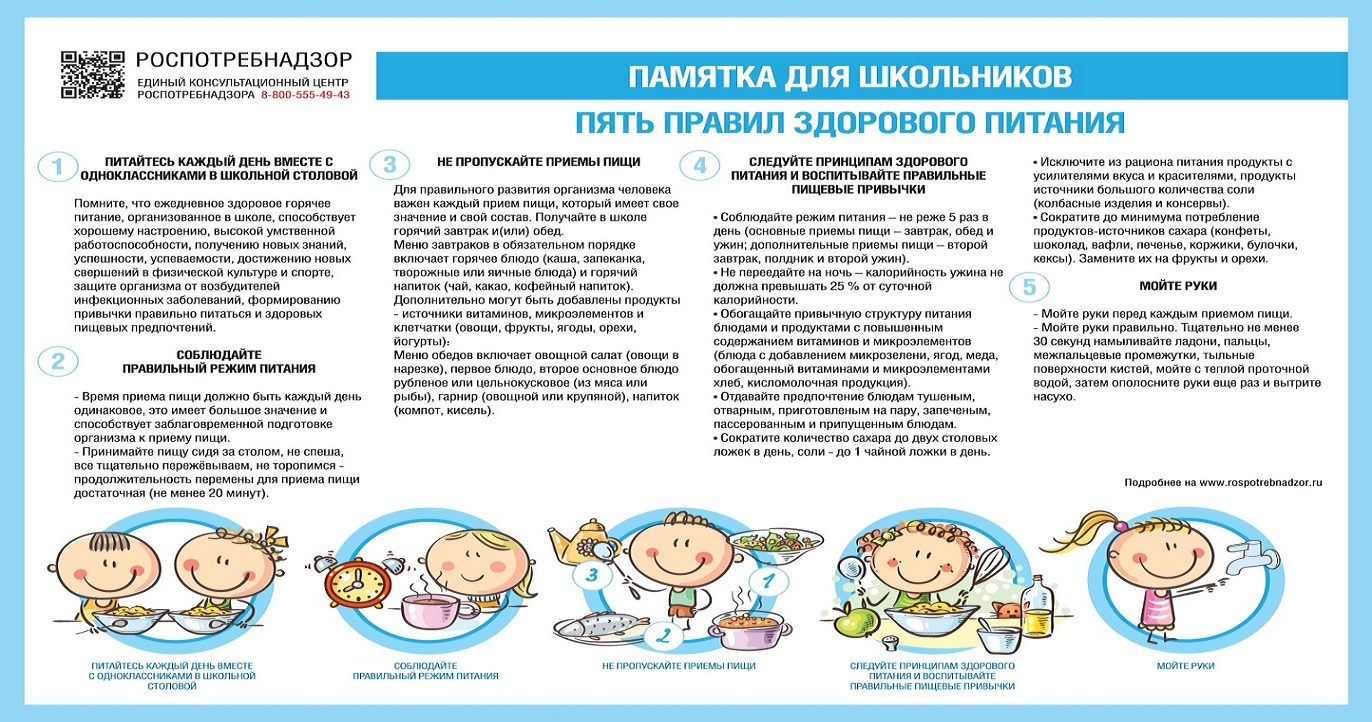 РОСПОТРЕБНАДЗОР
ЕДИНЫЙ КОНСУЛЬТАЦИОННЫЙ ЦЕНТР
РОСПОТРЕБНАДЗОРА 8-800-555-49-43
ПАМЯТКА ДЛЯ ШКОЛЬНИКОВ
ПЯТЬ ПРАВИЛ ЗДОРОВОГО ПИТАНИЯ
1
ПИТАЙТЕСЬ КАЖДЫЙ ДЕНЬ ВМЕСТЕ С
ОДНОКЛАССНИКАМИ В ШКОЛЬНОЙ СТОЛОВОЙ
Помните, что ежедневное здоровое горячее
питание, организованное в школе, способствует
хорошему настроению, высокой умственной
работоспособности, получению новых знаний,
успешности, успеваемости, достижению новых
свершений в физической культуре и спорте,
защите организма от возбудителей
инфекционных заболеваний, формированию
привычки правильно питаться и здоровых
пищевых предпочтений.
2
СОБЛЮДАЙТЕ
ПРАВИЛЬНЫЙ РЕЖИМ ПИТАНИЯ
- Время приема пищи должно быть каждый день
одинаковое, это имеет большое значение и
способствует заблаговременной подготовке
организма к приему пищи.
- Принимайте пищу сидя за столом, не спеша,
все тщательно пережёвываем, не торопимся -
продолжительность перемены для приема пищи
достаточная (не менее 20 минут).
3
НЕ ПРОПУСКАЙТЕ ПРИЕМЫ ПИЩИ
Для правильного развития организма человека
важен каждый прием пищи, который имеет свое
значение и свой состав. Получайте в школе
горячий завтрак и(или) обед.
Меню завтраков в обязательном порядке
включает горячее блюдо (каша, запеканка,
творожные или яичные блюда) и горячий
напиток (чай, какао, кофейный напиток).
Дополнительно могут быть добавлены продукты
- источники витаминов, микроэлементов и
клетчатки (овощи, фрукты, ягоды, орехи,
йогурты):
Меню обедов включает овощной салат (овощи в
нарезке), первое блюдо, второе основное блюдо
рубленое или цельнокусковое (из мяса или
рыбы), гарнир (овощной или крупяной), напиток
(компот, кисель).
4
СЛЕДУЙТЕ ПРИНЦИПАМ ЗДОРОВОГО
ПИТАНИЯ И ВОСПИТЫВАЙТЕ ПРАВИЛЬНЫЕ
ПИЩЕВЫЕ ПРИВЫЧКИ
• Соблюдайте режим питания – не реже 5 раз в
день (основные приемы пищи – завтрак, обед и
ужин; дополнительные приемы пищи – второй
завтрак, полдник и второй ужин).
• Не переедайте на ночь – калорийность ужина не
должна превышать 25 % от суточной
калорийности.
• Обогащайте привычную структуру питания
блюдами и продуктами с повышенным
содержанием витаминов и микроэлементов
(блюда с добавлением микрозелени, ягод, меда,
обогащенный витаминами и микроэлементами
хлеб, кисломолочная продукция).
• Отдавайте предпочтение блюдам тушеным,
отварным, приготовленым на пару, запеченым,
пассерованным и припущенным блюдам.
• Сократите количество сахара до двух столовых
ложек в день, соли - до 1 чайной ложки в день.
• Исключите из рациона питания продукты с
усилителями вкуса и красителями, продукты
источники большого количества соли
(колбасные изделия и консервы).
• Сократите до минимума потребление
продуктов-источников сахара (конфеты,
шоколад, вафли, печенье, коржики, булочки,
кексы). Замените их на фрукты и орехи.
5
МОЙТЕ РУКИ
- Мойте руки перед каждым приемом пищи.
- Мойте руки правильно. Тщательно не менее
30 секунд намыливайте ладони, пальцы,
межпальцевые промежутки, тыльные
поверхности кистей, мойте с теплой проточной
водой, затем ополосните руки еще раз и вытрите
насухо.
Подробнее на www.rospotrebnadzor.ru
3
1
2
ПИТАЙТЕСЬ КАЖДЫЙ ДЕНЬ ВМЕСТЕ
С ОДНОКЛАССНИКАМИ В ШКОЛЬНОЙ
СТОЛОВОЙ
СОБЛЮДАЙТЕ
ПРАВИЛЬНЫЙ РЕЖИМ ПИТАНИЯ
НЕ ПРОПУСКАЙТЕ ПРИЕМЫ ПИЩИ
СЛЕДУЙТЕ ПРИНЦИПАМ ЗДОРОВОГО
ПИТАНИЯ И ВОСПИТЫВАЙТЕ
ПРАВИЛЬНЫЕ ПИЩЕВЫЕ ПРИВЫЧКИ
МОЙТЕ РУКИ